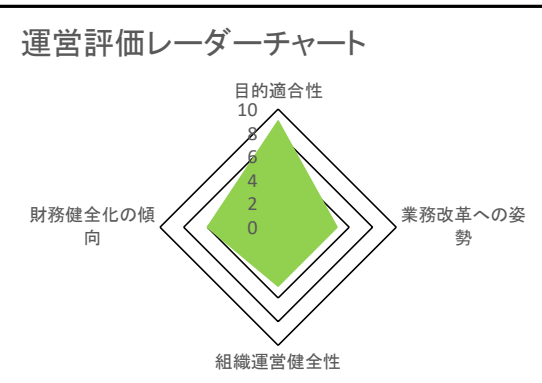 運営評価レーダーチャート
目的適合性
10
8
6
4
2
0
財務健全化の傾
向
業務改革への姿
勢
組織運営健全性